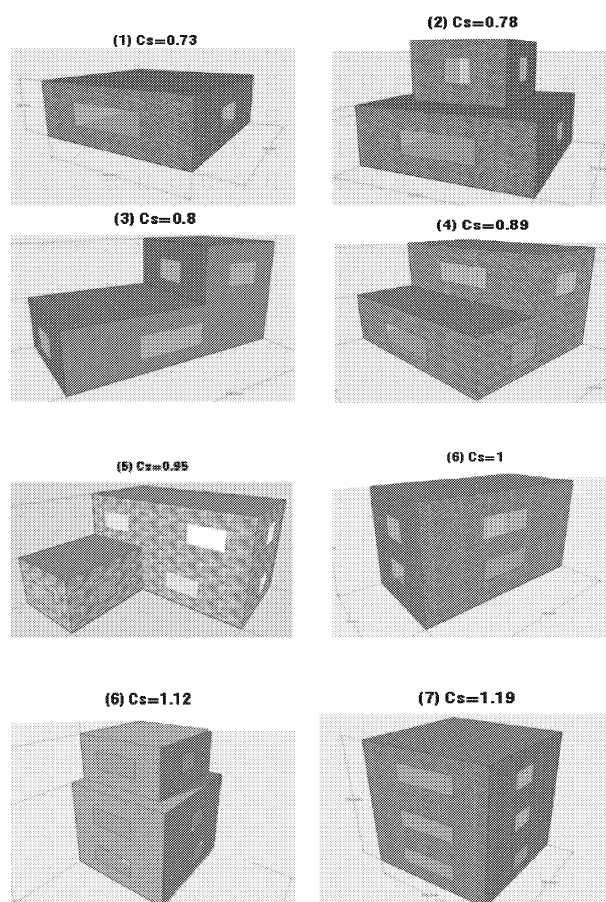 (1) Cs=0.73
(2) Cs=0.78
(3) Cs=0.8
(4) Cs=0.89
(5) Cs=0.95
(6) Cs=1
(6) Cs=1.12
(7) Cs=1.19